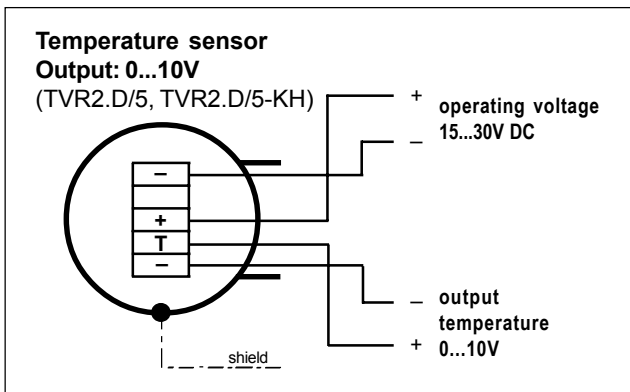 Temperature sensor
Output: 0...10V
(TVR2.D/5, TVR2.D/5-KH)
+ operating voltage
– 15...30V DC
–
+
T
–
– output
temperature
+ 0...10V
shield